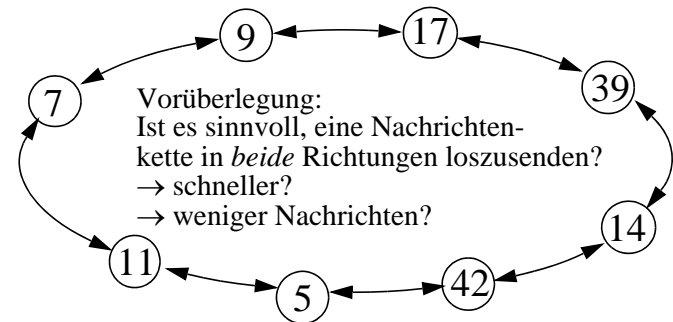 9
17
7
39
Vorüberlegung:
Ist es sinnvoll, eine Nachrichten-
kette in beide Richtungen loszusenden?
→ schneller?
→ weniger Nachrichten?
14
11
42
5